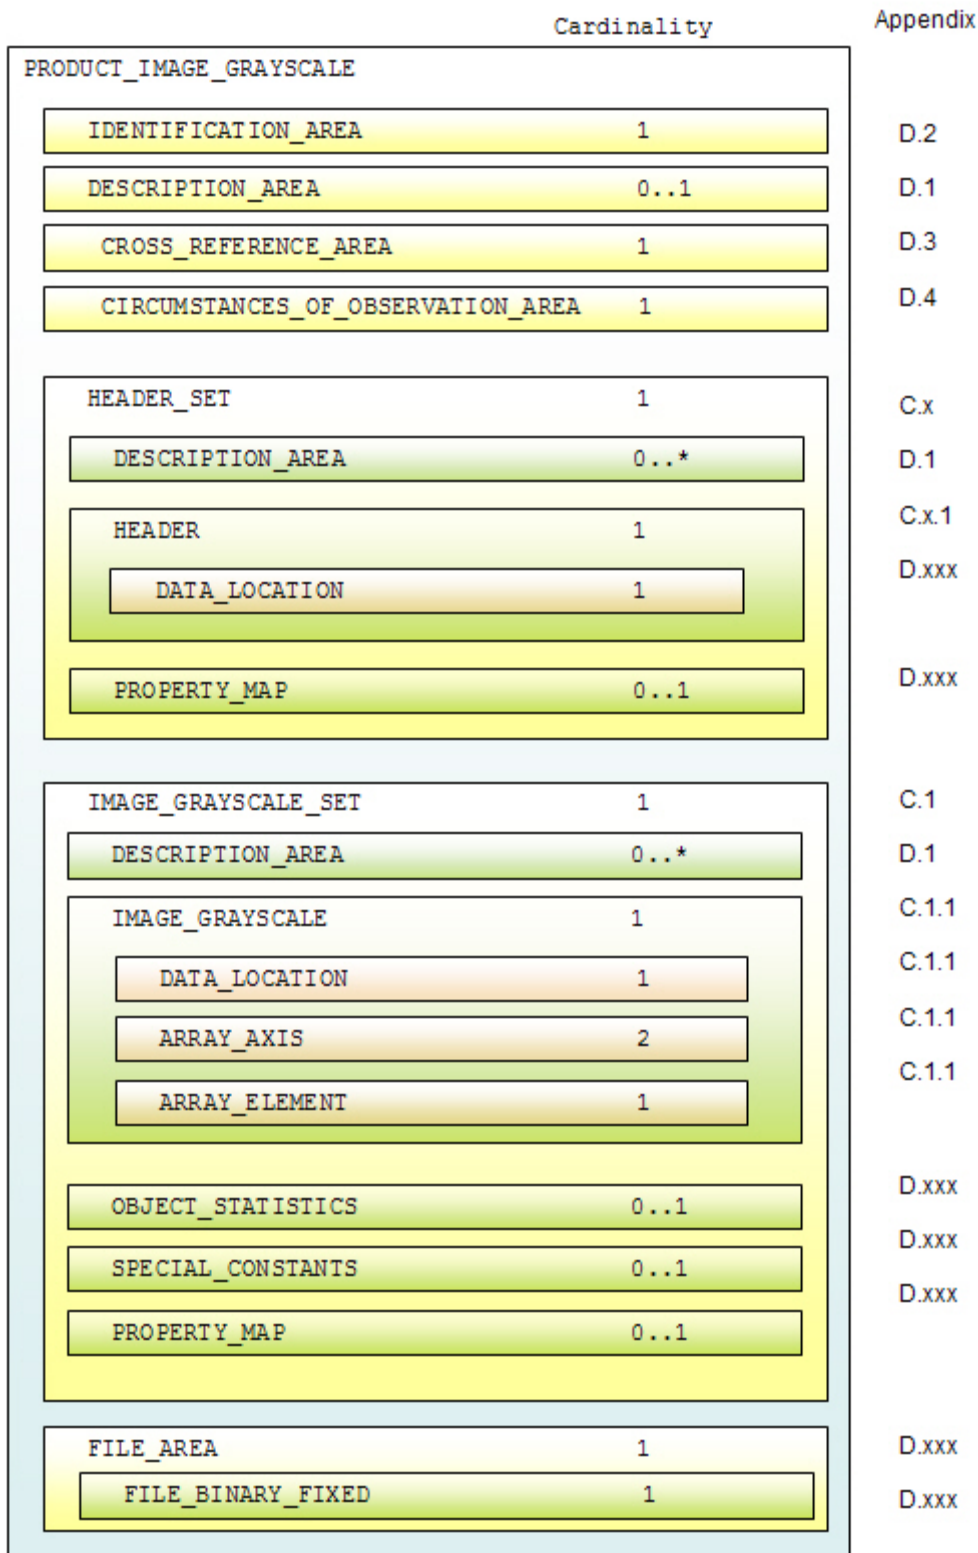 Cardinality Appendix
PRODUCT_IMAGE_GRAYSCALE
IDENTIFICATION_AREA 1 D.2
DESCRIPTION_AREA 0..1 D.1
CROSS_REFERENCE_AREA 1 D.3
CIRCUMSTANCES_OF_OBSERVATION_AREA 1 D.4
HEADER_SET 1 C.x
DESCRIPTION_AREA 0..* D.1
HEADER 1 C.x.1
DATA_LOCATION 1 D.xxx
PROPERTY_MAP 0..1 D.xxx
IMAGE_GRAYSCALE_SET 1 C.1
DESCRIPTION_AREA 0..* D.1
IMAGE_GRAYSCALE 1 C.1.1
DATA_LOCATION 1 C.1.1
ARRAY_AXIS 2 C.1.1
ARRAY_ELEMENT 1 C.1.1
OBJECT_STATISTICS 0..1 D.xxx
SPECIAL_CONSTANTS 0..1 D.xxx
PROPERTY_MAP 0..1 D.xxx
FILE_AREA 1 D.xxx
FILE_BINARY_FIXED 1 D.xxx